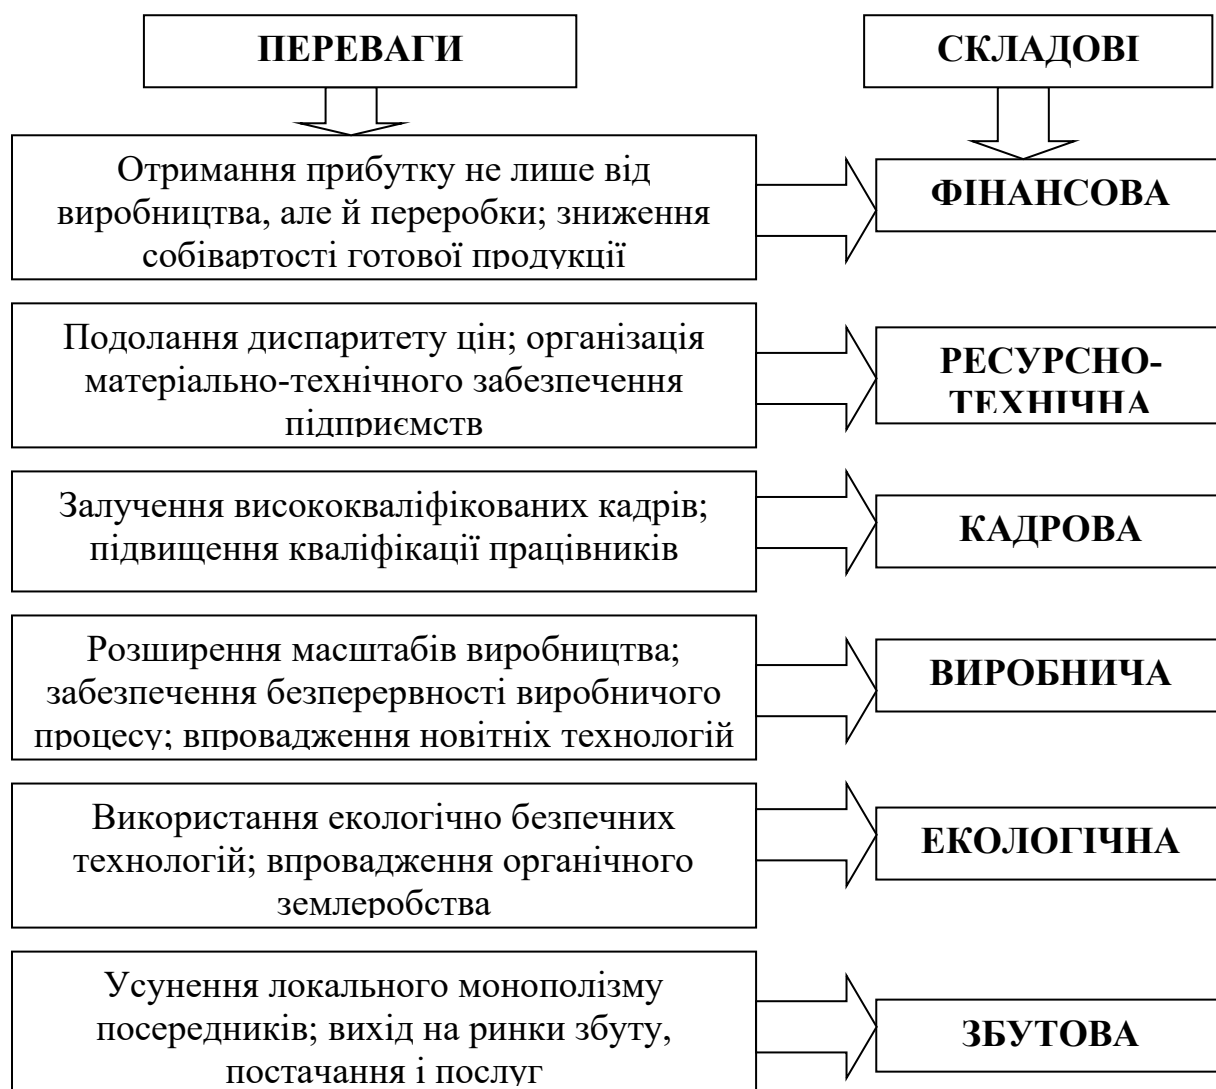 ПЕРЕВАГИ
СКЛАДОВІ
Отримання прибутку не лише від
виробництва, але й переробки; зниження
собівартості готової продукції
ФІНАНСОВА
Подолання диспаритету цін; організація
матеріально-технічного забезпечення
підприємств
РЕСУРСНО-
ТЕХНІЧНА
Залучення висококваліфікованих кадрів;
підвищення кваліфікації працівників
КАДРОВА
Розширення масштабів виробництва;
забезпечення безперервності виробничого
процесу; впровадження новітніх технологій
ВИРОБНИЧА
Використання екологічно безпечних
технологій; впровадження органічного
землеробства
ЕКОЛОГІЧНА
Усунення локального монополізму
посередників; вихід на ринки збуту,
постачання і послуг
ЗБУТОВА